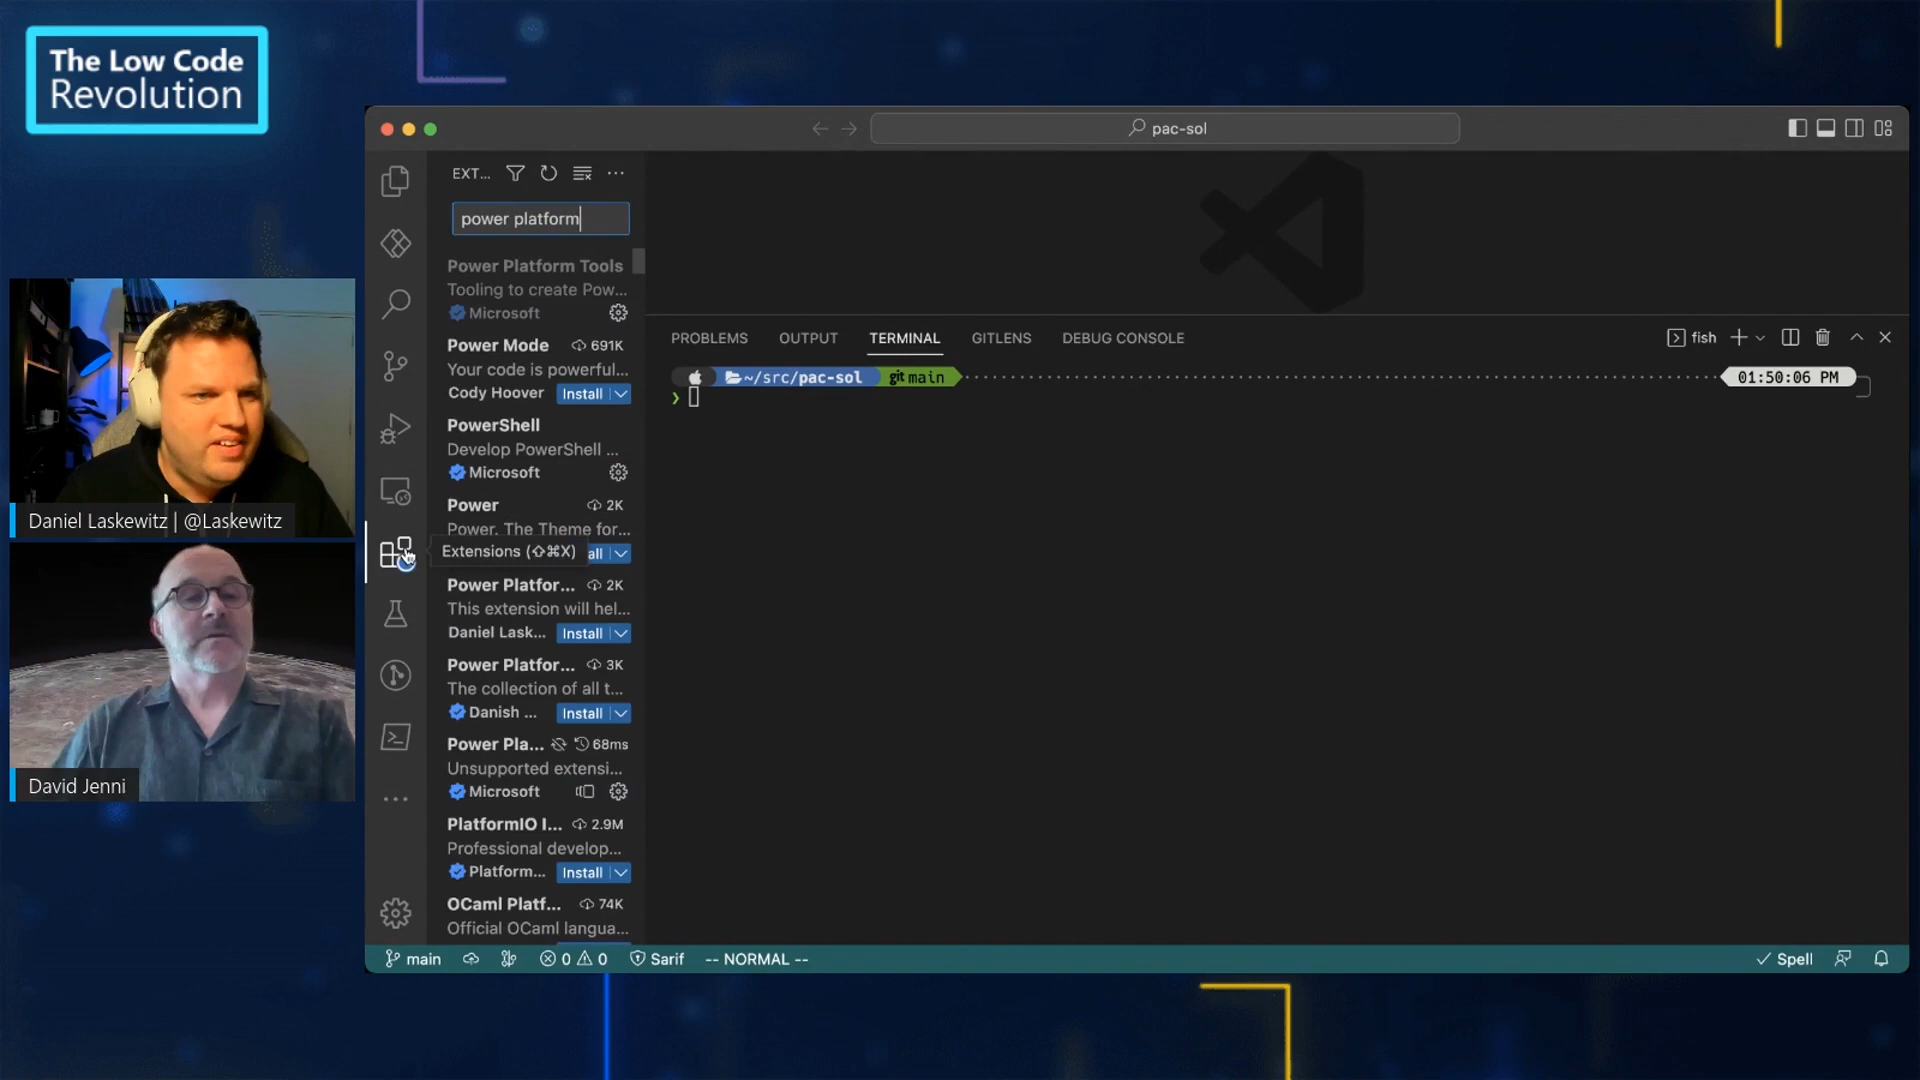 The Low Code
Revolution
Daniel Laskewitz | @Laskewitz
David Jenni
pac-sol
EXT...
power platform
Power Platform Tools
Tooling to create Pow...
Microsoft
Power Mode 691K
Your code is powerful...
Cody Hoover Install
PowerShell
Develop PowerShell ...
Microsoft
Power 2K
Power. The Theme for...
Extensions (⇧⌘X) all
Power Platfor... 2K
This extension will hel...
Daniel Lask... Install
Power Platfor... 3K
The collection of all t...
Danish ... Install
Power Pla... 68ms
Unsupported extensi...
Microsoft
PlatformIO I... 2.9M
Professional develop...
Platform... Install
OCaml Platf... 74K
Official OCaml langua...
PROBLEMS OUTPUT TERMINAL GITLENS DEBUG CONSOLE
fish
~/src/pac-sol git main 01:50:06 PM
❯
main 0 0 Sarif -- NORMAL -- Spell